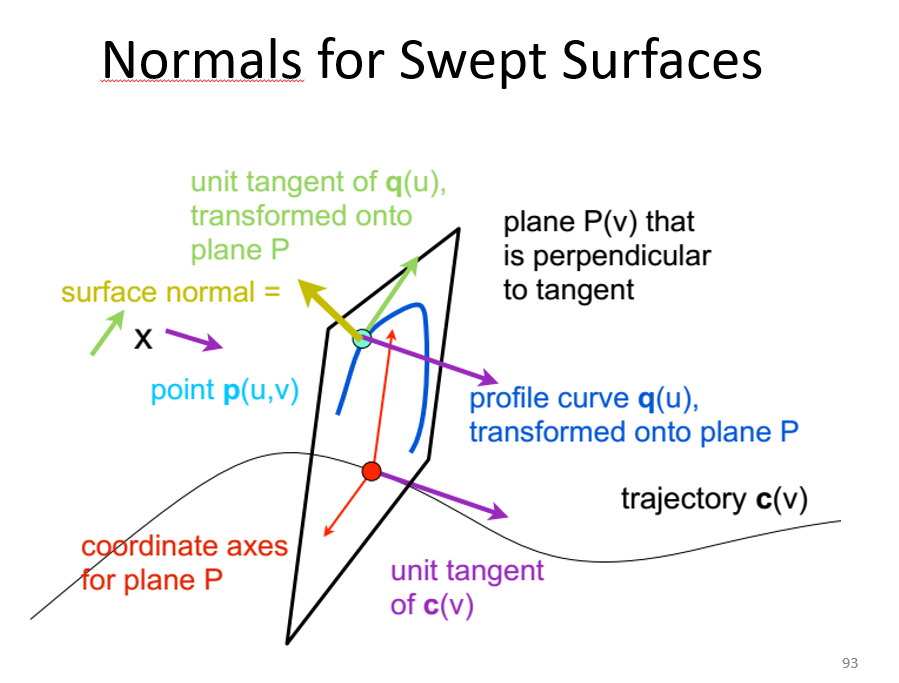 Normals for Swept Surfaces
unit tangent of q(u),
transformed onto
plane P
plane P(v) that
is perpendicular
to tangent
surface normal =
x
point p(u,v)
profile curve q(u),
transformed onto plane P
trajectory c(v)
coordinate axes
for plane P
unit tangent
of c(v)
93